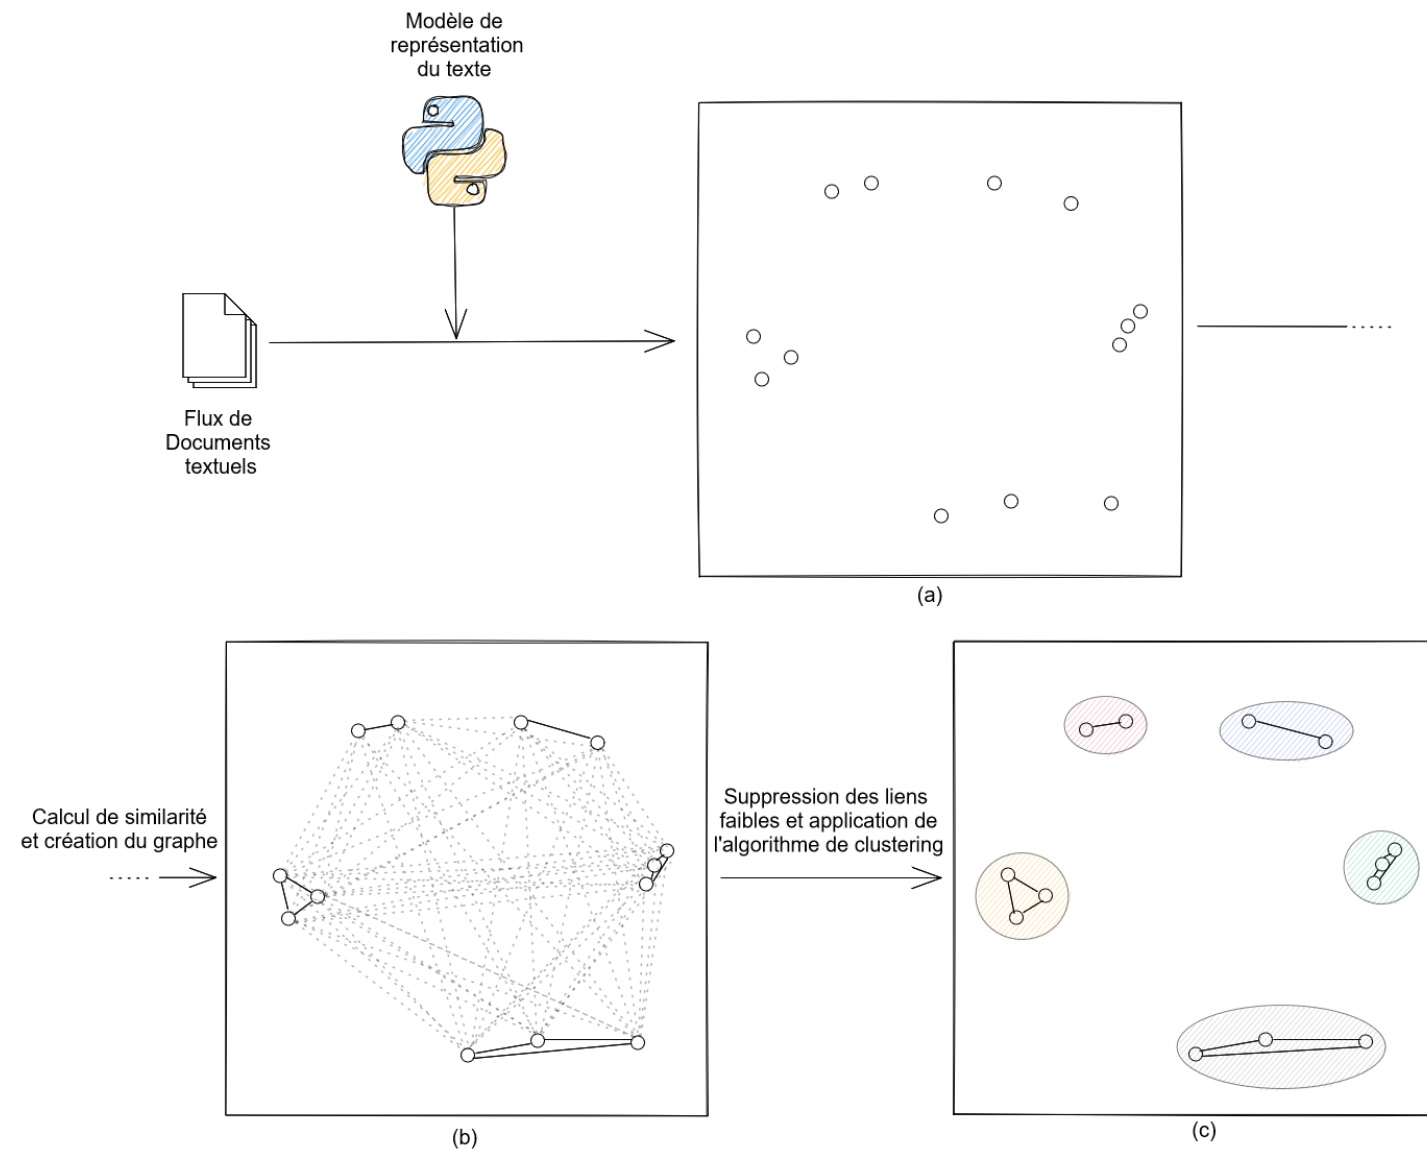 Modèle de
représentation
du texte
Flux de
Documents
textuels
(a)
Calcul de similarité
et création du graphe
(b)
Suppression des liens
faibles et application de
l'algorithme de clustering
(c)